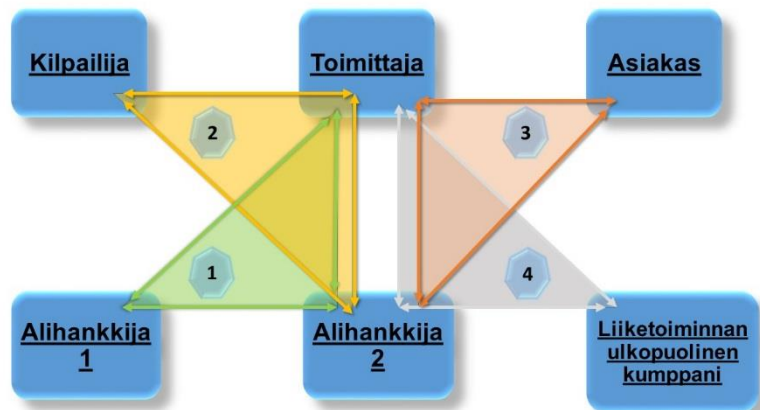 Kilpailija
Toimittaja
Asiakas
2
3
1
4
Alihankkija
1
Alihankkija
2
Liiketoiminnan
ulkopuolinen
kumppani